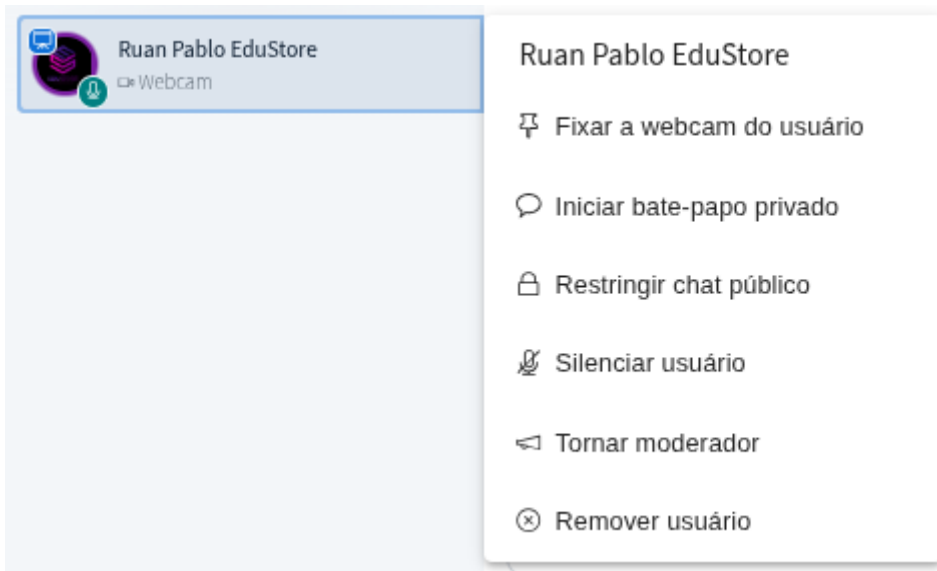 Ruan Pablo EduStore
Webcam
Ruan Pablo EduStore
Fixar a webcam do usuário
Iniciar bate-papo privado
Restringir chat público
Silenciar usuário
Tornar moderador
Remover usuário